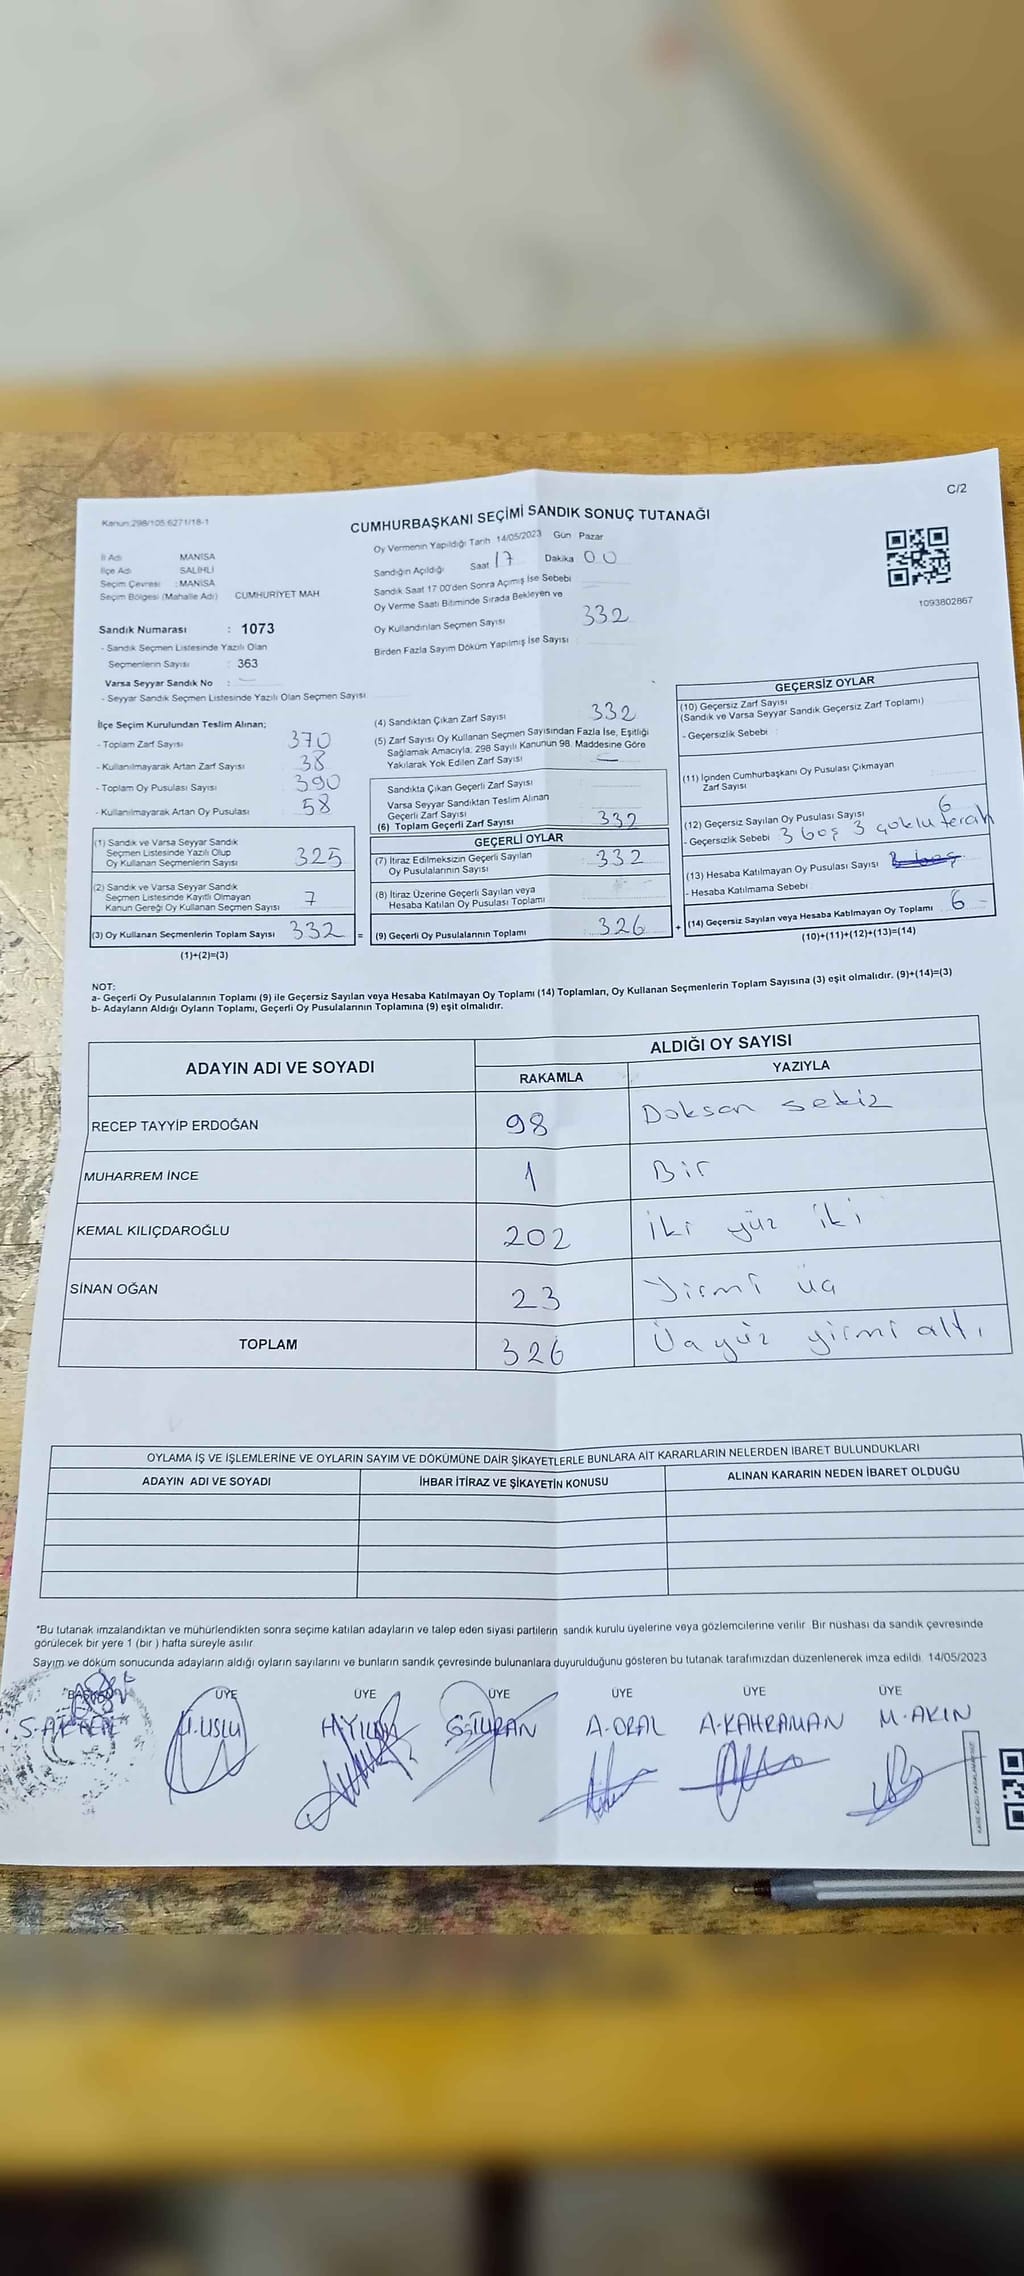 C/2
Kanun:298/105.6271/18-1
CUMHURBAŞKANI SEÇİMİ SANDIK SONUÇ TUTANAĞI
İl Adı MANİSA
İlçe Adı SALİHLİ
Seçim Çevresi : MANİSA
Seçim Bölgesi (Mahalle Adı) CUMHURİYET MAH
Sandık Numarası : 1073
- Sandık Seçmen Listesinde Yazılı Olan
Seçmenlerin Sayısı : 363
Varsa Seyyar Sandık No : —
- Seyyar Sandık Seçmen Listesinde Yazılı Olan Seçmen Sayısı
Oy Vermenin Yapıldığı Tarih 14/05/2023 Gün Pazar
Sandığın Açıldığı Saat 17 Dakika 00
Sandık Saat 17 00'den Sonra Açımış İse Sebebi
Oy Verme Saati Bitiminde Sırada Bekleyen ve
Oy Kullandırılan Seçmen Sayısı 332
Birden Fazla Sayım Döküm Yapılmış İse Sayısı
1093802867
İlçe Seçim Kurulundan Teslim Alınan;
- Toplam Zarf Sayısı 370
- Kullanılmayarak Artan Zarf Sayısı 38
- Toplam Oy Pusulası Sayısı 390
- Kullanılmayarak Artan Oy Pusulası 58
(1) Sandık ve Varsa Seyyar Sandık
Seçmen Listesinde Yazılı Olup
Oy Kullanan Seçmenlerin Sayısı 325
(2) Sandık ve Varsa Seyyar Sandık
Seçmen Listesinde Kayıtlı Olmayan
Kanun Gereği Oy Kullanan Seçmen Sayısı 7
(3) Oy Kullanan Seçmenlerin Toplam Sayısı 332 =
(1)+(2)=(3)
(4) Sandıktan Çıkan Zarf Sayısı 332
(5) Zarf Sayısı Oy Kullanan Seçmen Sayısından Fazla İse, Eşitliği
Sağlamak Amacıyla, 298 Sayılı Kanunun 98. Maddesine Göre
Yakılarak Yok Edilen Zarf Sayısı —
Sandıkta Çıkan Geçerli Zarf Sayısı
Varsa Seyyar Sandıktan Teslim Alınan
Geçerli Zarf Sayısı
(6) Toplam Geçerli Zarf Sayısı 332
GEÇERLİ OYLAR
(7) İtiraz Edilmeksizin Geçerli Sayılan
Oy Pusulalarının Sayısı 332
(8) İtiraz Üzerine Geçerli Sayılan veya
Hesaba Katılan Oy Pusulası Toplamı
(9) Geçerli Oy Pusulalarının Toplamı 326 +
GEÇERSİZ OYLAR
(10) Geçersiz Zarf Sayısı
(Sandık ve Varsa Seyyar Sandık Geçersiz Zarf Toplamı)
- Geçersizlik Sebebi :
(11) İçinden Cumhurbaşkanı Oy Pusulası Çıkmayan
Zarf Sayısı
(12) Geçersiz Sayılan Oy Pusulası Sayısı 6
- Geçersizlik Sebebi 3 boş 3 çoklu terch
(13) Hesaba Katılmayan Oy Pusulası Sayısı
- Hesaba Katılmama Sebebi
(14) Geçersiz Sayılan veya Hesaba Katılmayan Oy Toplamı 6
(10)+(11)+(12)+(13)=(14)
NOT:
a- Geçerli Oy Pusulalarının Toplamı (9) ile Geçersiz Sayılan veya Hesaba Katılmayan Oy Toplamı (14) Toplamları, Oy Kullanan Seçmenlerin Toplam Sayısına (3) eşit olmalıdır. (9)+(14)=(3)
b- Adayların Aldığı Oyların Toplamı, Geçerli Oy Pusulalarının Toplamına (9) eşit olmalıdır.
ADAYIN ADI VE SOYADI
ALDIĞI OY SAYISI
RAKAMLA YAZIYLA
RECEP TAYYİP ERDOĞAN 98 Doksan sekiz
MUHARREM İNCE 1 Bir
KEMAL KILIÇDAROĞLU 202 iki yüz iki
SİNAN OĞAN 23 Yirmi üç
TOPLAM 326 Üçyüz yirmi altı
OYLAMA İŞ VE İŞLEMLERİNE VE OYLARIN SAYIM VE DÖKÜMÜNE DAİR ŞİKAYETLERLE BUNLARA AİT KARARLARIN NELERDEN İBARET BULUNDUKLARI
ADAYIN ADI VE SOYADI İHBAR İTİRAZ VE ŞİKAYETİN KONUSU ALINAN KARARIN NEDEN İBARET OLDUĞU
*Bu tutanak imzalandıktan ve mühürlendikten sonra seçime katılan adayların ve talep eden siyasi partilerin sandık kurulu üyelerine veya gözlemcilerine verilir. Bir nüshası da sandık çevresinde
görülecek bir yere 1 (bir ) hafta süreyle asılır.
Sayım ve döküm sonucunda adayların aldığı oyların sayılarını ve bunların sandık çevresinde bulunanlara duyurulduğunu gösteren bu tutanak tarafımızdan düzenlenerek imza edildi. 14/05/2023
BAŞKAN ÜYE ÜYE ÜYE ÜYE ÜYE ÜYE
USLU G.TURAN A.ORAL A.KAHRAMAN M.AKIN